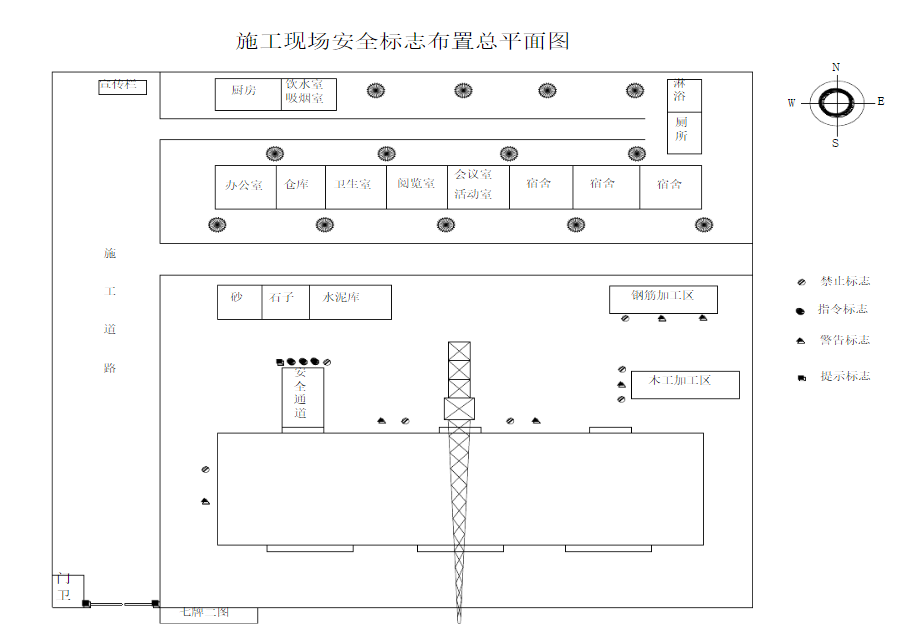 施工现场安全标志布置总平面图
宣传栏
厨房
饮水室
吸烟室
淋
浴
厕
所
N
W
E
S
办公室
仓库
卫生室
阅览室
会议室
活动室
宿舍
宿舍
宿舍
施
工
道
路
砂
石子
水泥库
钢筋加工区
禁止标志
指令标志
警告标志
提示标志
安
全
通
道
木工加工区
门
卫
七牌二图